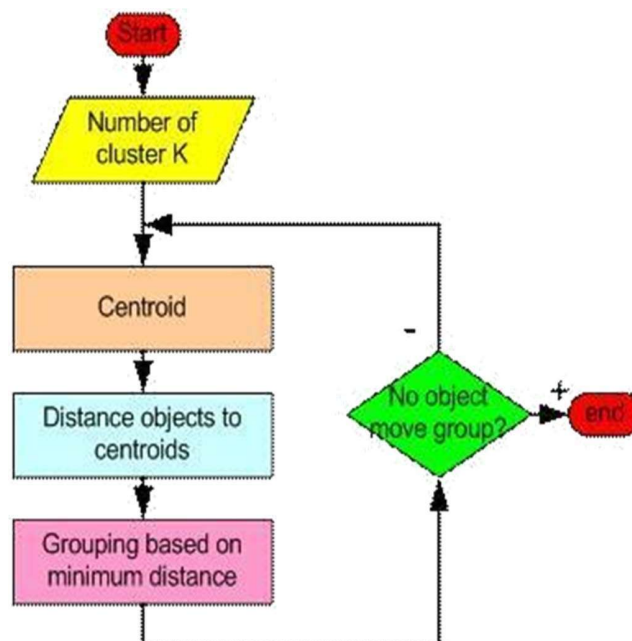 Start
Number of
cluster K
Centroid
Distance objects to
centroids
Grouping based on
minimum distance
-
No object
move group?
+
end